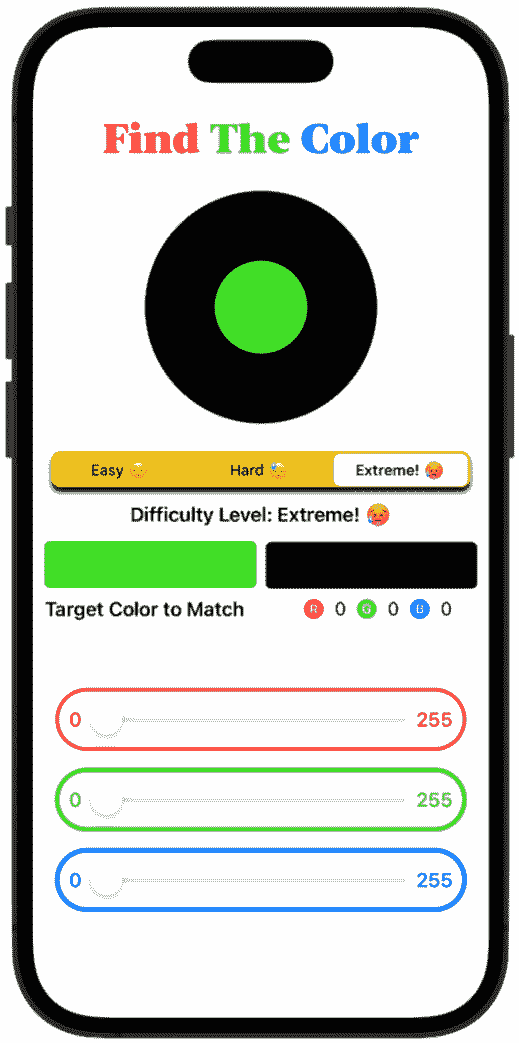 Find The Color
Easy 😳 Hard 🥶 Extreme! 🥵
Difficulty Level: Extreme! 🥵
Target Color to Match R 0 G 0 B 0
0 255
0 255
0 255